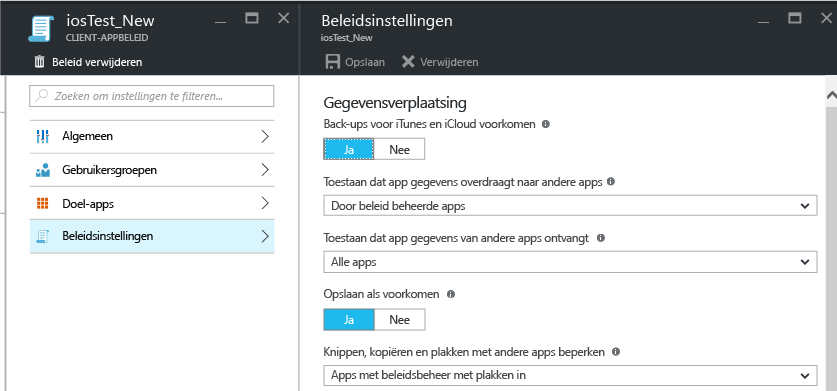 iosTest_New
CLIENT-APPBELEID
Beleid verwijderen
Zoeken om instellingen te filteren...
Algemeen
Gebruikersgroepen
Doel-apps
Beleidsinstellingen
Beleidsinstellingen
iosTest_New
Opslaan Verwijderen
Gegevensverplaatsing
Back-ups voor iTunes en iCloud voorkomen
Ja Nee
Toestaan dat app gegevens overdraagt naar andere apps
Door beleid beheerde apps
Toestaan dat app gegevens van andere apps ontvangt
Alle apps
Opslaan als voorkomen
Ja Nee
Knippen, kopiëren en plakken met andere apps beperken
Apps met beleidsbeheer met plakken in